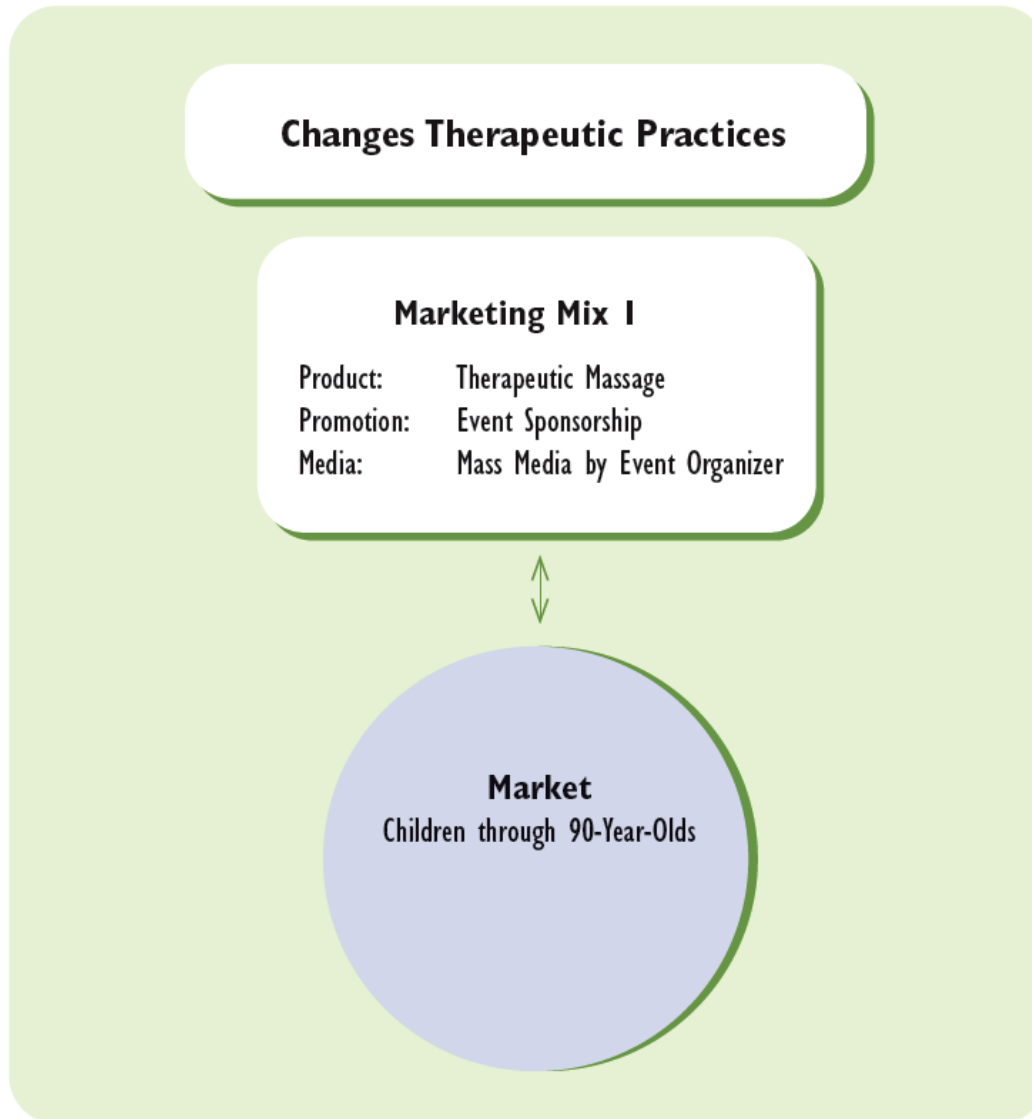 Changes Therapeutic Practices
Marketing Mix 1
Product: Therapeutic Massage
Promotion: Event Sponsorship
Media: Mass Media by Event Organizer
Market
Children through 90-Year-Olds